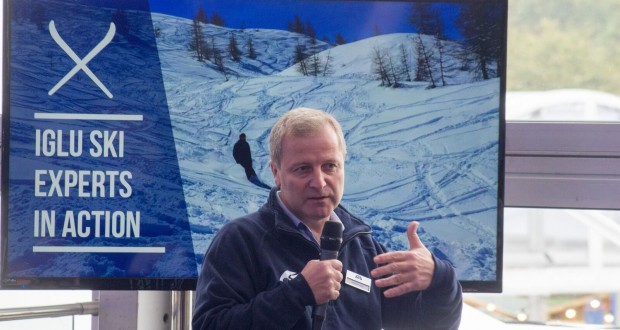 IGLU SKI
EXPERTS
IN ACTION